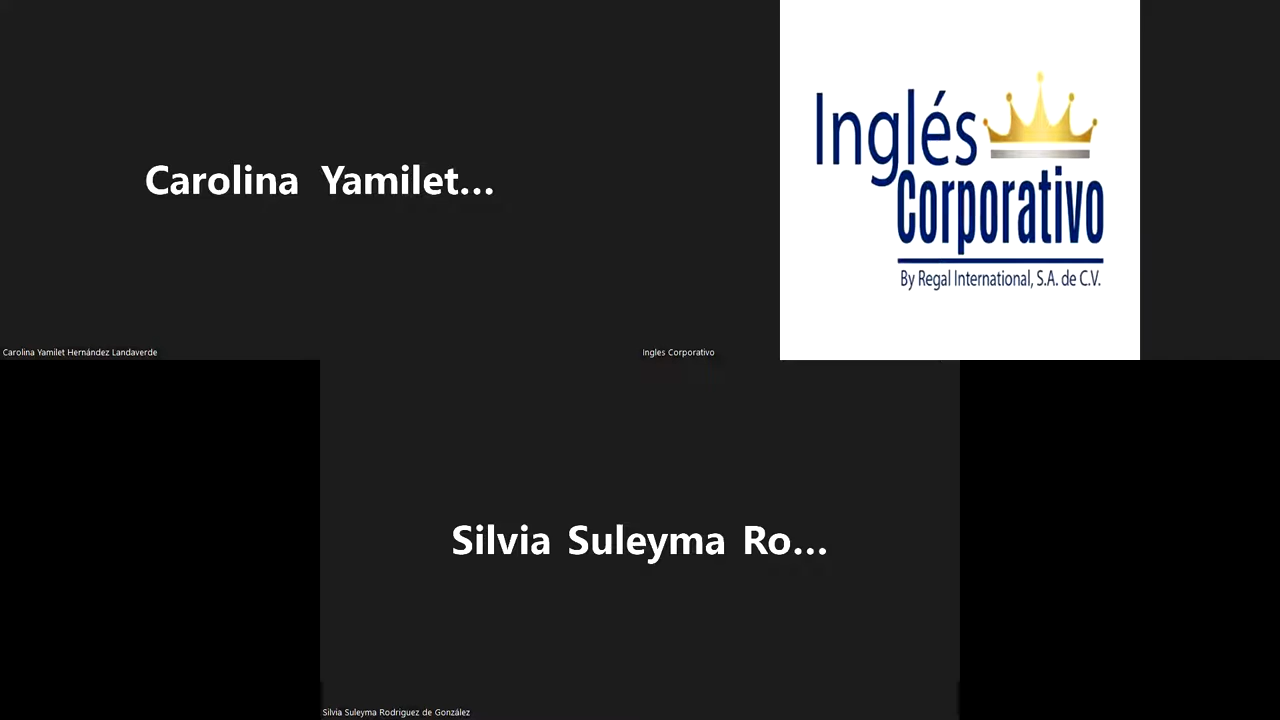 Carolina Yamilet...
Inglés
Corporativo
By Regal International, S.A. de C.V.
Carolina Yamilet Hernández Landaverde
Ingles Corporativo
Silvia Suleyma Ro...
Silvia Suleyma Rodriguez de González